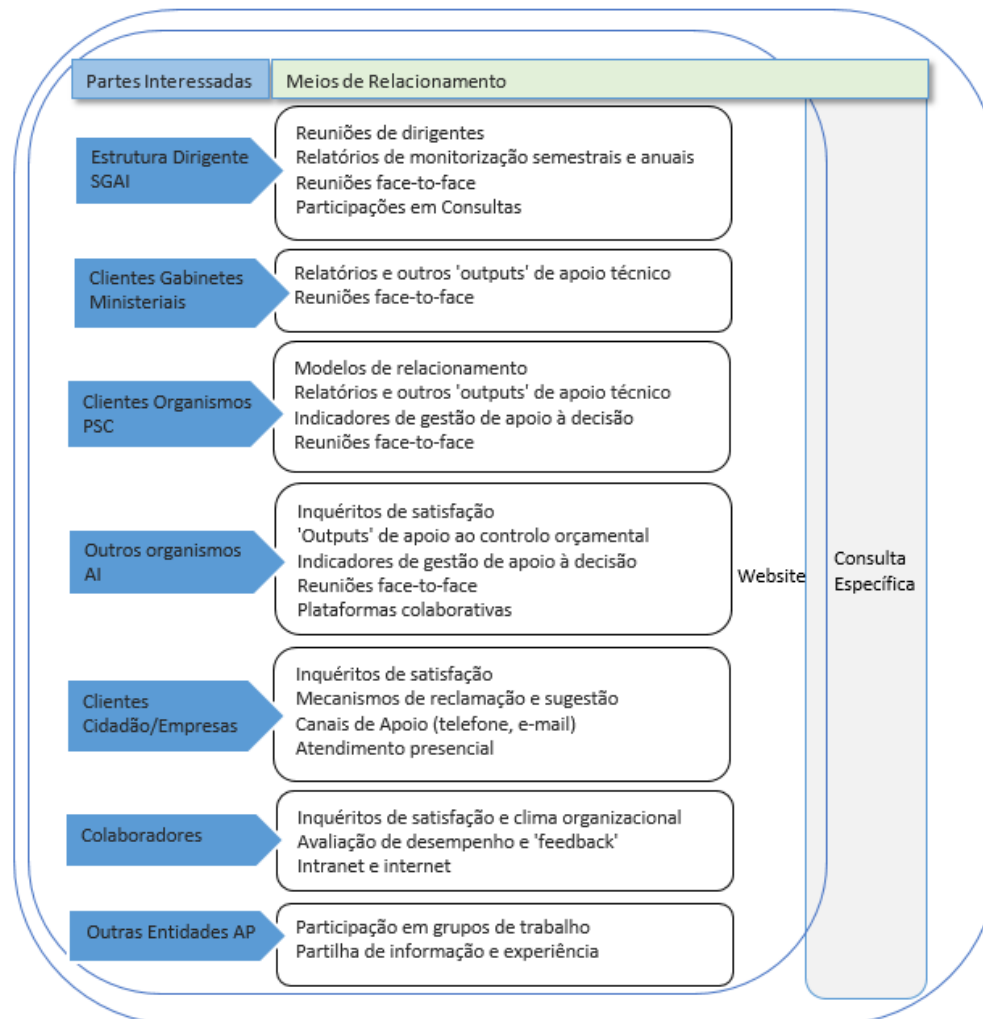 Partes Interessadas
Meios de Relacionamento
Estrutura Dirigente
SGAI
Reuniões de dirigentes
Relatórios de monitorização semestrais e anuais
Reuniões face-to-face
Participações em Consultas
Clientes Gabinetes
Ministeriais
Relatórios e outros 'outputs' de apoio técnico
Reuniões face-to-face
Clientes Organismos
PSC
Modelos de relacionamento
Relatórios e outros 'outputs' de apoio técnico
Indicadores de gestão de apoio à decisão
Reuniões face-to-face
Outros organismos
AI
Inquéritos de satisfação
'Outputs' de apoio ao controlo orçamental
Indicadores de gestão de apoio à decisão
Reuniões face-to-face
Plataformas colaborativas
Website
Consulta
Específica
Clientes
Cidadão/Empresas
Inquéritos de satisfação
Mecanismos de reclamação e sugestão
Canais de Apoio (telefone, e-mail)
Atendimento presencial
Colaboradores
Inquéritos de satisfação e clima organizacional
Avaliação de desempenho e 'feedback'
Intranet e internet
Outras Entidades AP
Participação em grupos de trabalho
Partilha de informação e experiência